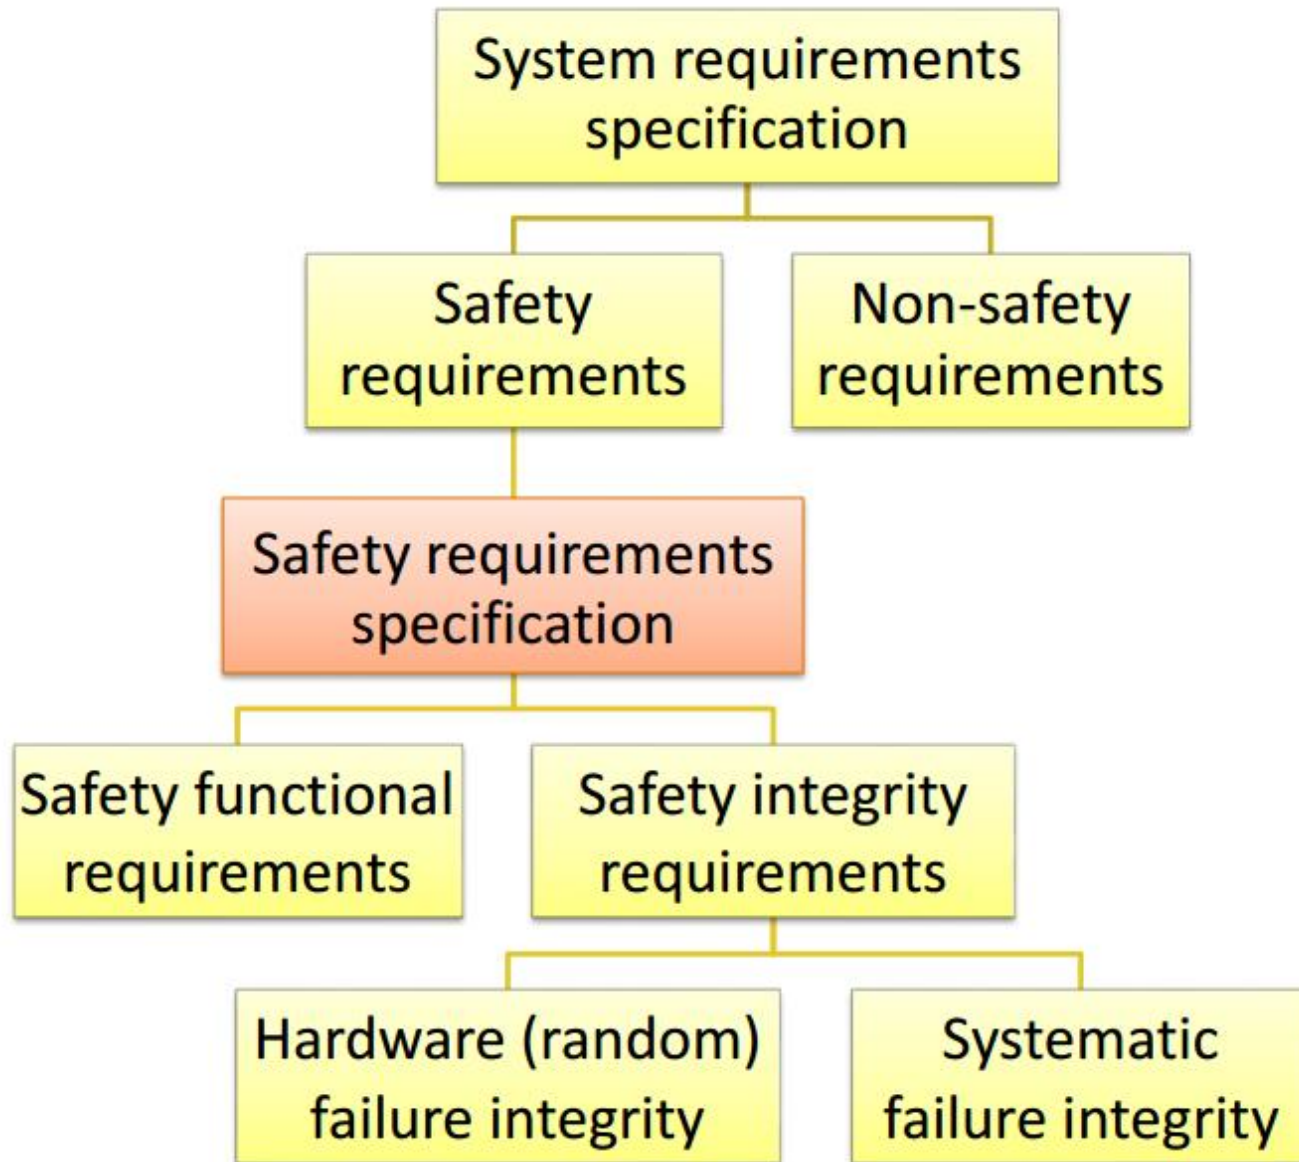 System requirements
specification
Safety
requirements
Non-safety
requirements
Safety requirements
specification
Safety functional
requirements
Safety integrity
requirements
Hardware (random)
failure integrity
Systematic
failure integrity